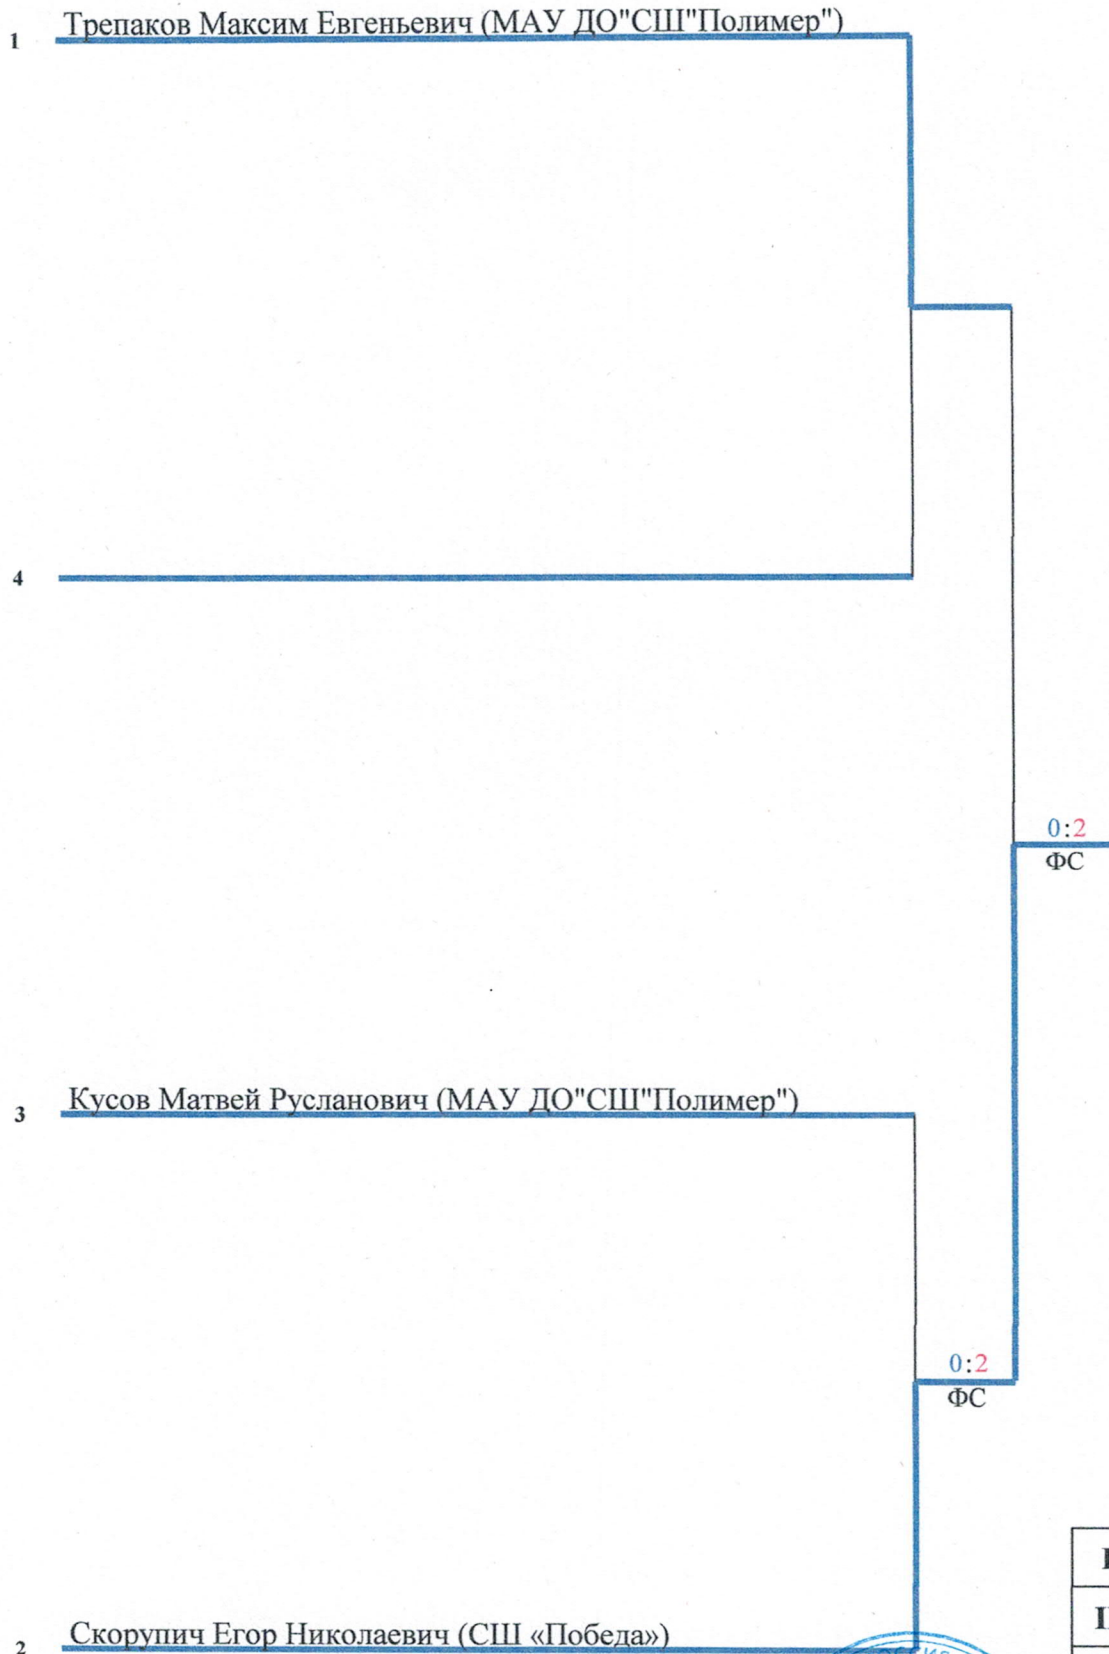 1 Трепаков Максим Евгеньевич (МАУ ДО"СШ"Полимер")
4
0:2
ФС
3 Кусов Матвей Русланович (МАУ ДО"СШ"Полимер")
0:2
ФС
2 Скорупич Егор Николаевич (СШ «Победа»)